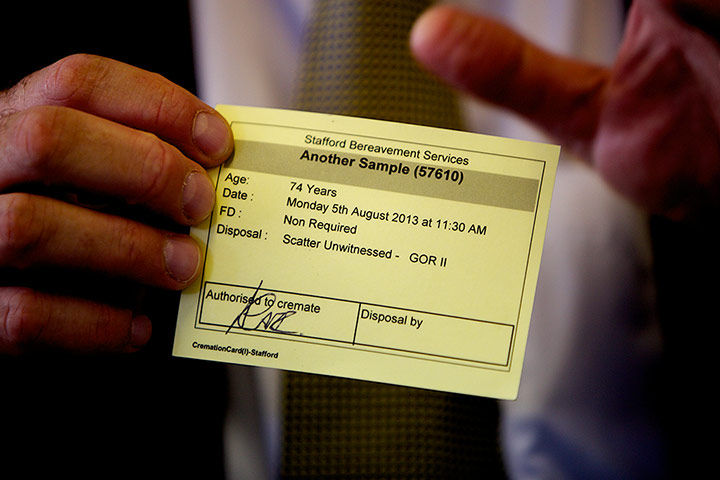 Stafford Bereavement Services
Another Sample (57610)
Age: 74 Years
Date : Monday 5th August 2013 at 11:30 AM
FD : Non Required
Disposal : Scatter Unwitnessed - GOR II
Authorised to cremate
Disposal by
CremationCard(I)-Stafford